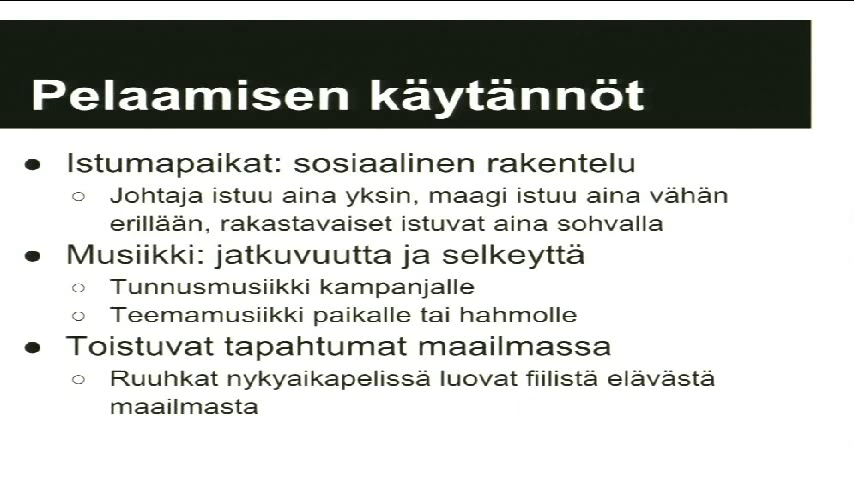 Pelaamisen käytännöt
● Istumapaikat: sosiaalinen rakentelu
○ Johtaja istuu aina yksin, maagi istuu aina vähän
erillään, rakastavaiset istuvat aina sohvalla
● Musiikki: jatkuvuutta ja selkeyttä
○ Tunnusmusiikki kampanjalle
○ Teemamusiikki paikalle tai hahmolle
● Toistuvat tapahtumat maailmassa
○ Ruuhkat nykyaikapelissä luovat fiilistä elävästä
maailmasta